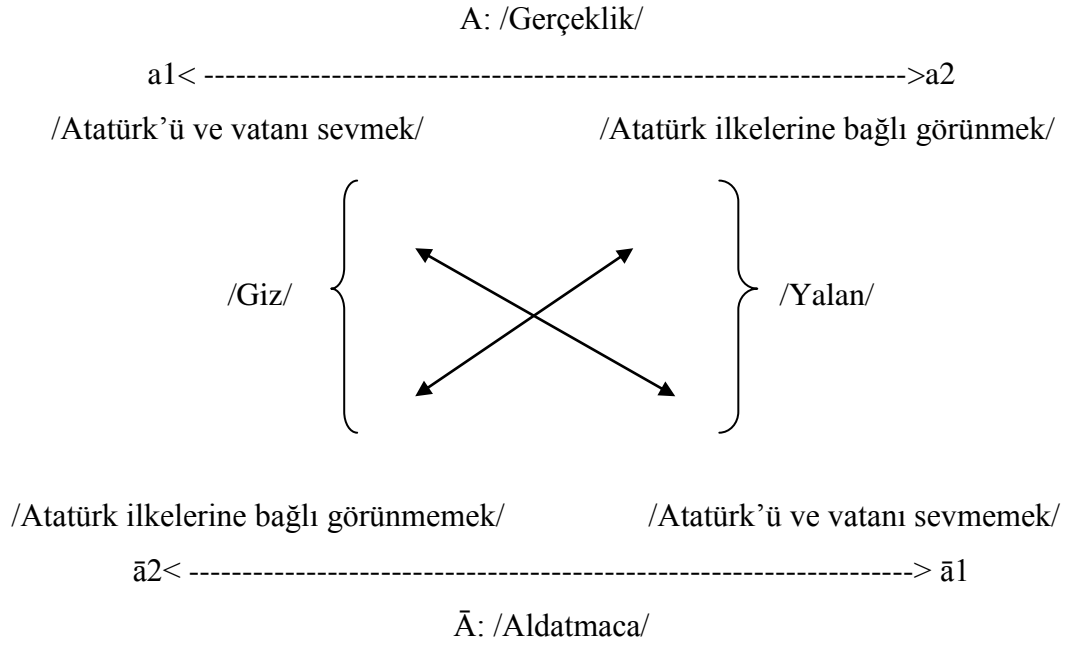 A: /Gerçeklik/
a1< ------------------------------------------------------------------>a2
/Atatürk’ü ve vatanı sevmek/ /Atatürk ilkelerine bağlı görünmek/
/Giz/ /Yalan/
/Atatürk ilkelerine bağlı görünmemek/ /Atatürk’ü ve vatanı sevmemek/
ā2< --------------------------------------------------------------------> ā1
Ā: /Aldatmaca/